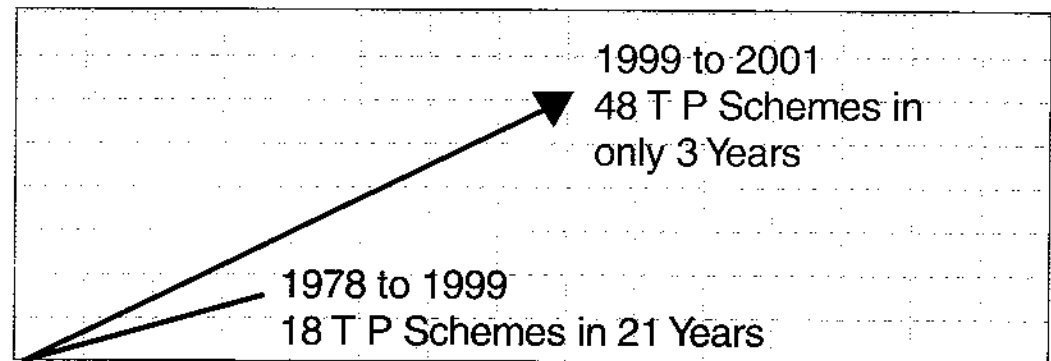 1999 to 2001
48 T P Schemes in
only 3 Years
1978 to 1999
18 T P Schemes in 21 Years